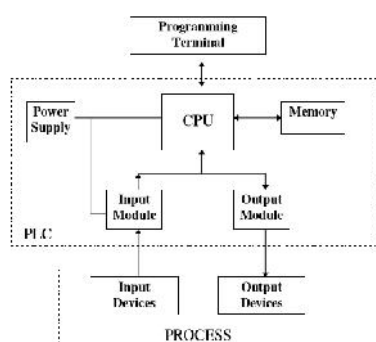 Programming
Terminal
Power
Supply
CPU
Memory
Input
Module
Output
Module
PLC
Input
Devices
Output
Devices
PROCESS